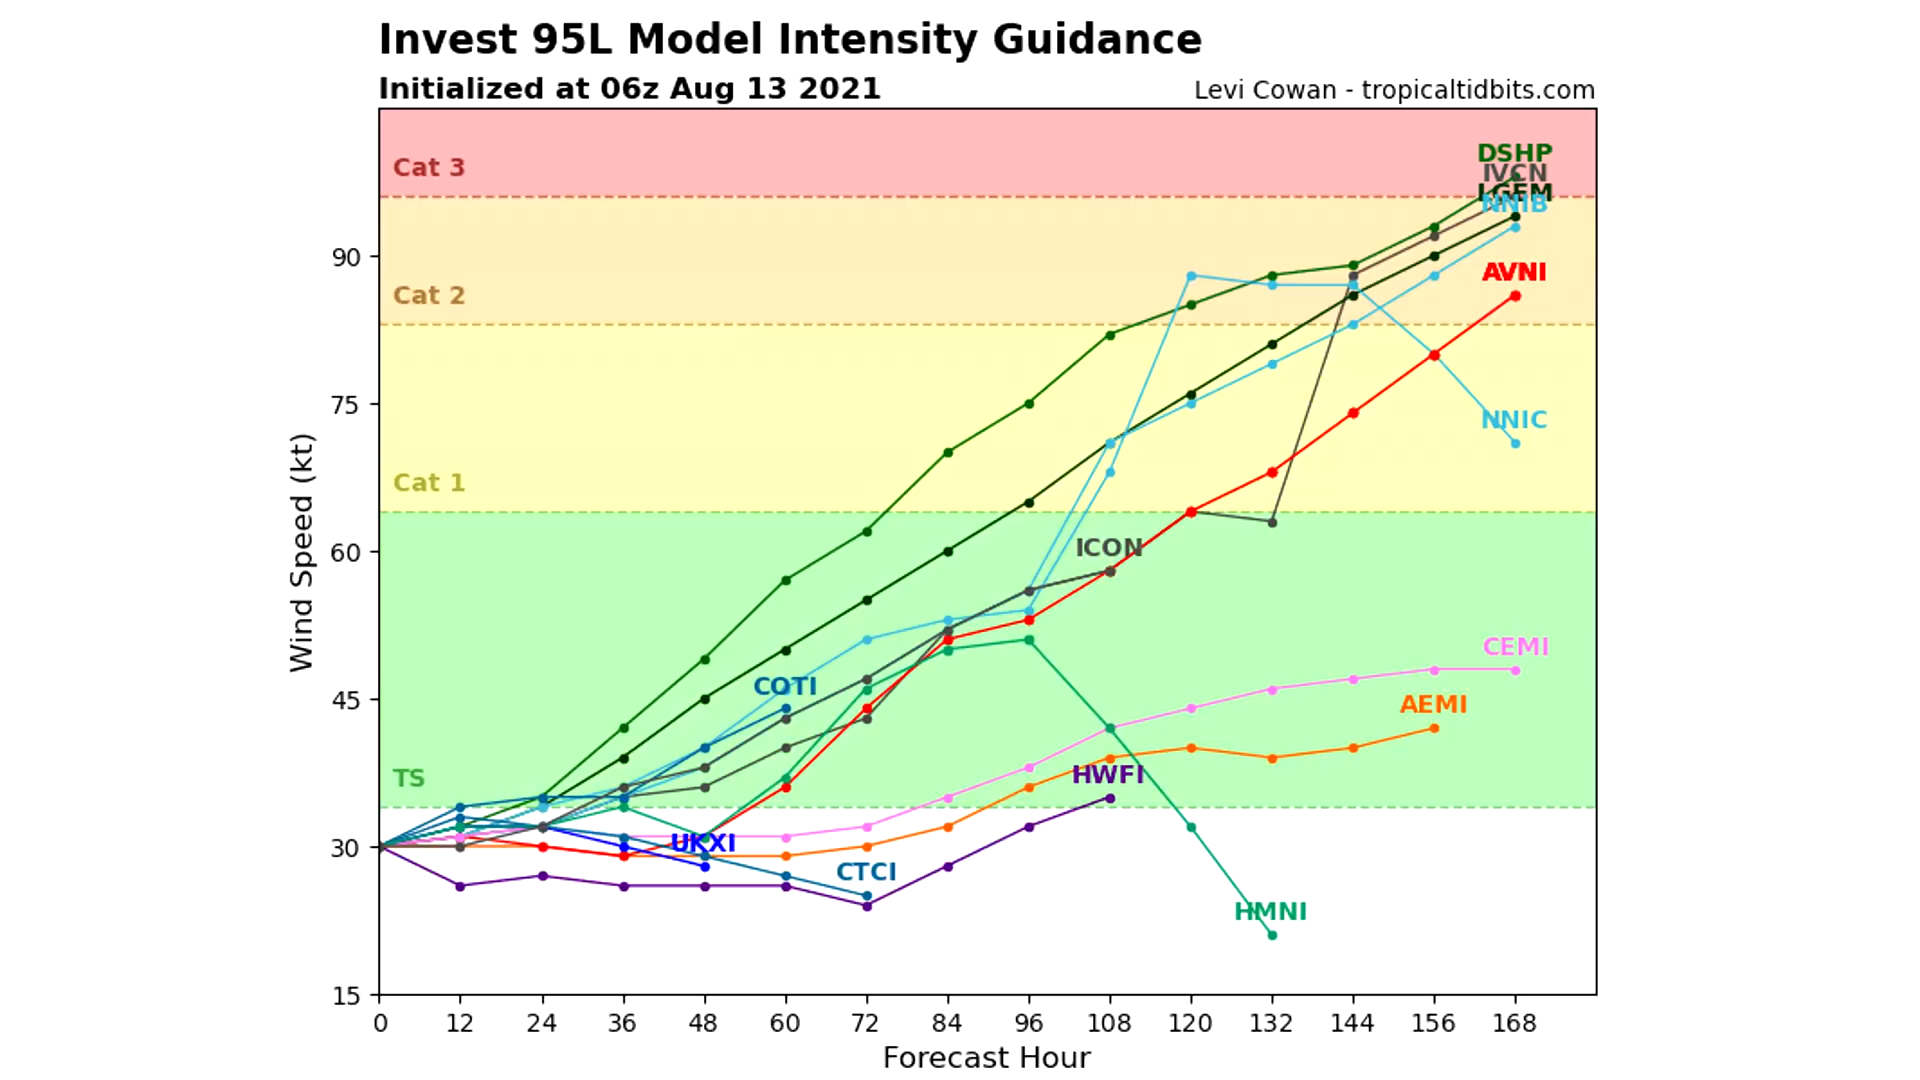 Invest 95L Model Intensity Guidance
Initialized at 06z Aug 13 2021
Levi Cowan - tropicaltidbits.com
Cat 3
Cat 2
Cat 1
TS
DSHP
IVCN
LGEM
NNIB
AVNI
NNIC
ICON
CEMI
COTI
AEMI
HWFI
UKXI
CTCI
HMNI
Wind Speed (kt)
90
75
60
45
30
15
0 12 24 36 48 60 72 84 96 108 120 132 144 156 168
Forecast Hour